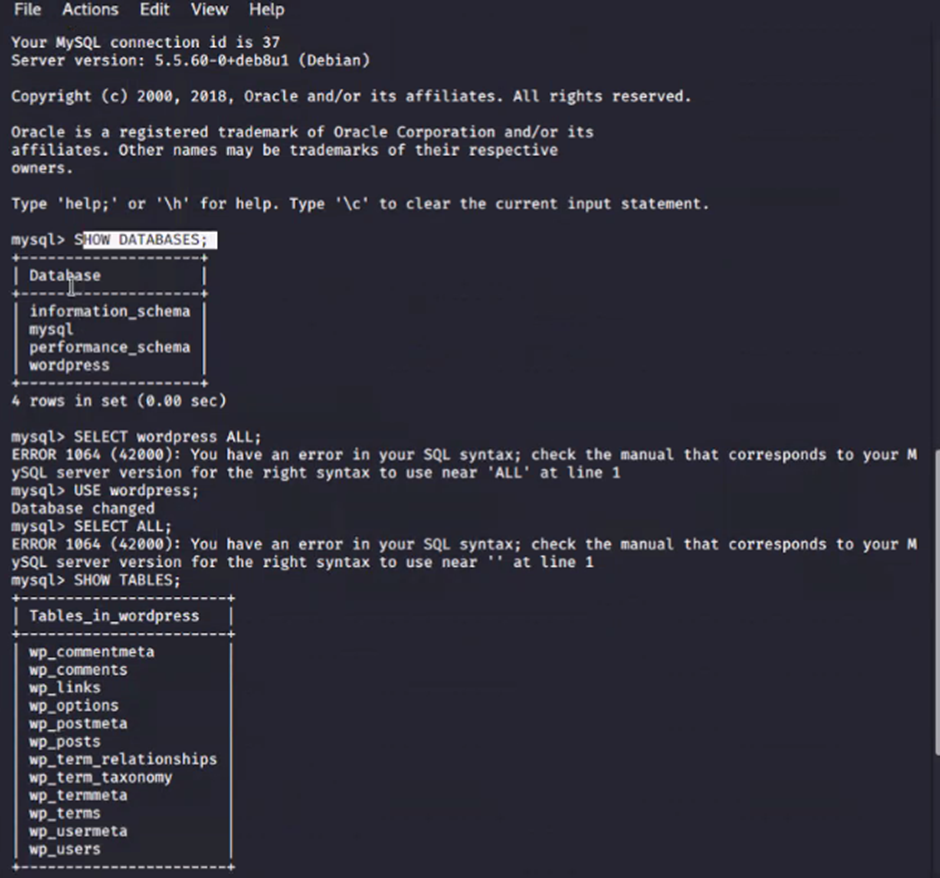 File Actions Edit View Help
Your MySQL connection id is 37
Server version: 5.5.60-0+deb8u1 (Debian)
Copyright (c) 2000, 2018, Oracle and/or its affiliates. All rights reserved.
Oracle is a registered trademark of Oracle Corporation and/or its
affiliates. Other names may be trademarks of their respective
owners.
Type 'help;' or '\h' for help. Type '\c' to clear the current input statement.
mysql> SHOW DATABASES;
+--------------------+
| Database           |
+--------------------+
| information_schema |
| mysql              |
| performance_schema |
| wordpress          |
+--------------------+
4 rows in set (0.00 sec)
mysql> SELECT wordpress ALL;
ERROR 1064 (42000): You have an error in your SQL syntax; check the manual that corresponds to your M
ySQL server version for the right syntax to use near 'ALL' at line 1
mysql> USE wordpress;
Database changed
mysql> SELECT ALL;
ERROR 1064 (42000): You have an error in your SQL syntax; check the manual that corresponds to your M
ySQL server version for the right syntax to use near '' at line 1
mysql> SHOW TABLES;
+-----------------------+
| Tables_in_wordpress   |
+-----------------------+
| wp_commentmeta        |
| wp_comments           |
| wp_links              |
| wp_options            |
| wp_postmeta           |
| wp_posts              |
| wp_term_relationships |
| wp_term_taxonomy      |
| wp_termmeta           |
| wp_terms              |
| wp_usermeta           |
| wp_users              |
+-----------------------+